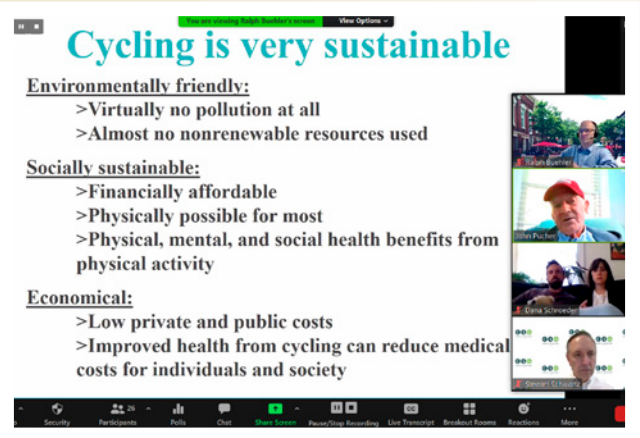 You are viewing Ralph Buehler's screen
View Options
Cycling is very sustainable
Environmentally friendly:
>Virtually no pollution at all
>Almost no nonrenewable resources used
Socially sustainable:
>Financially affordable
>Physically possible for most
>Physical, mental, and social health benefits from
physical activity
Economical:
>Low private and public costs
>Improved health from cycling can reduce medical
costs for individuals and society
Ralph Buehler
John Pucher
Dana Schroeder
Security
Participants
26
Polls
Chat
Share Screen
Pause/Stop Recording
CC
Live Transcript
Breakout Rooms
Reactions
More